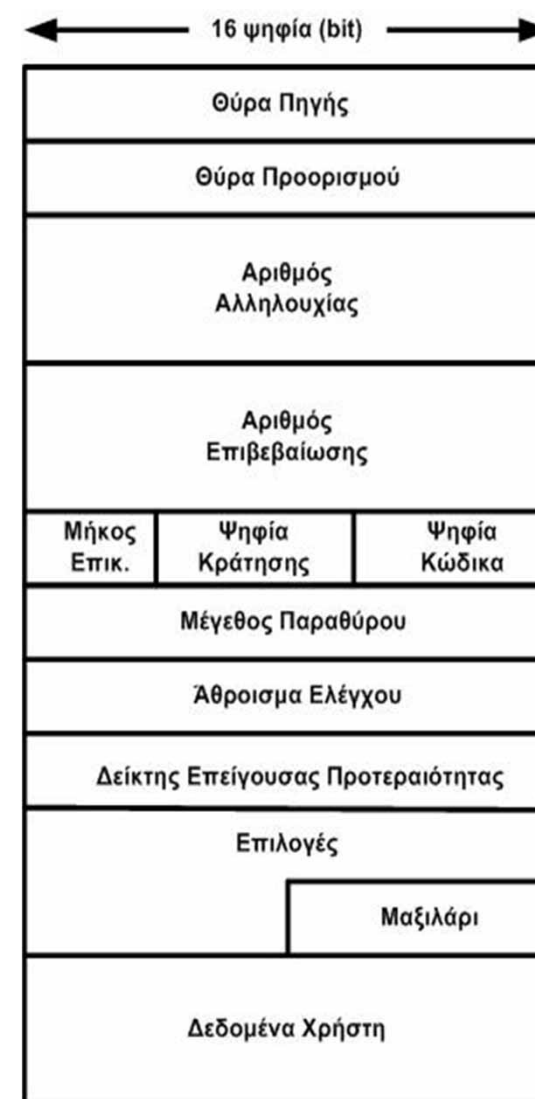 16 ψηφία (bit)
Θύρα Πηγής
Θύρα Προορισμού
Αριθμός
Αλληλουχίας
Αριθμός
Επιβεβαίωσης
Μήκος
Επικ.
Ψηφία
Κράτησης
Ψηφία
Κώδικα
Μέγεθος Παραθύρου
Άθροισμα Ελέγχου
Δείκτης Επείγουσας Προτεραιότητας
Επιλογές
Μαξιλάρι
Δεδομένα Χρήστη